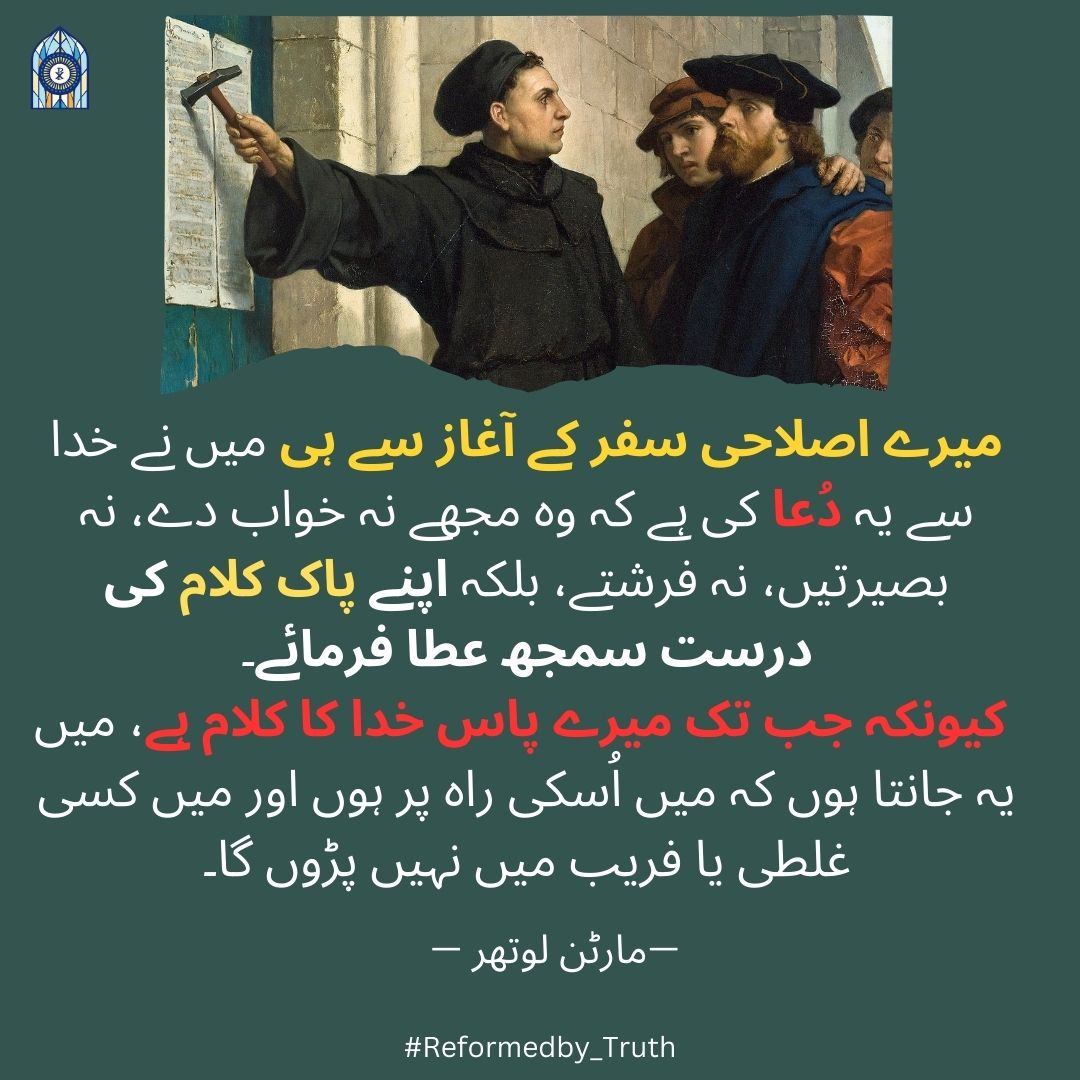 میرے اصلاحی سفر کے آغاز سے ہی میں نے خدا
سے یہ دُعا کی ہے کہ وہ مجھے نہ خواب دے، نہ
بصیرتیں، نہ فرشتے، بلکہ اپنے پاک کلام کی
درست سمجھ عطا فرمائے۔
کیونکہ جب تک میرے پاس خدا کا کلام ہے، میں
یہ جانتا ہوں کہ میں اُسکی راہ پر ہوں اور میں کسی
غلطی یا فریب میں نہیں پڑوں گا۔
—مارٹن لوتھر —
#Reformedby_Truth